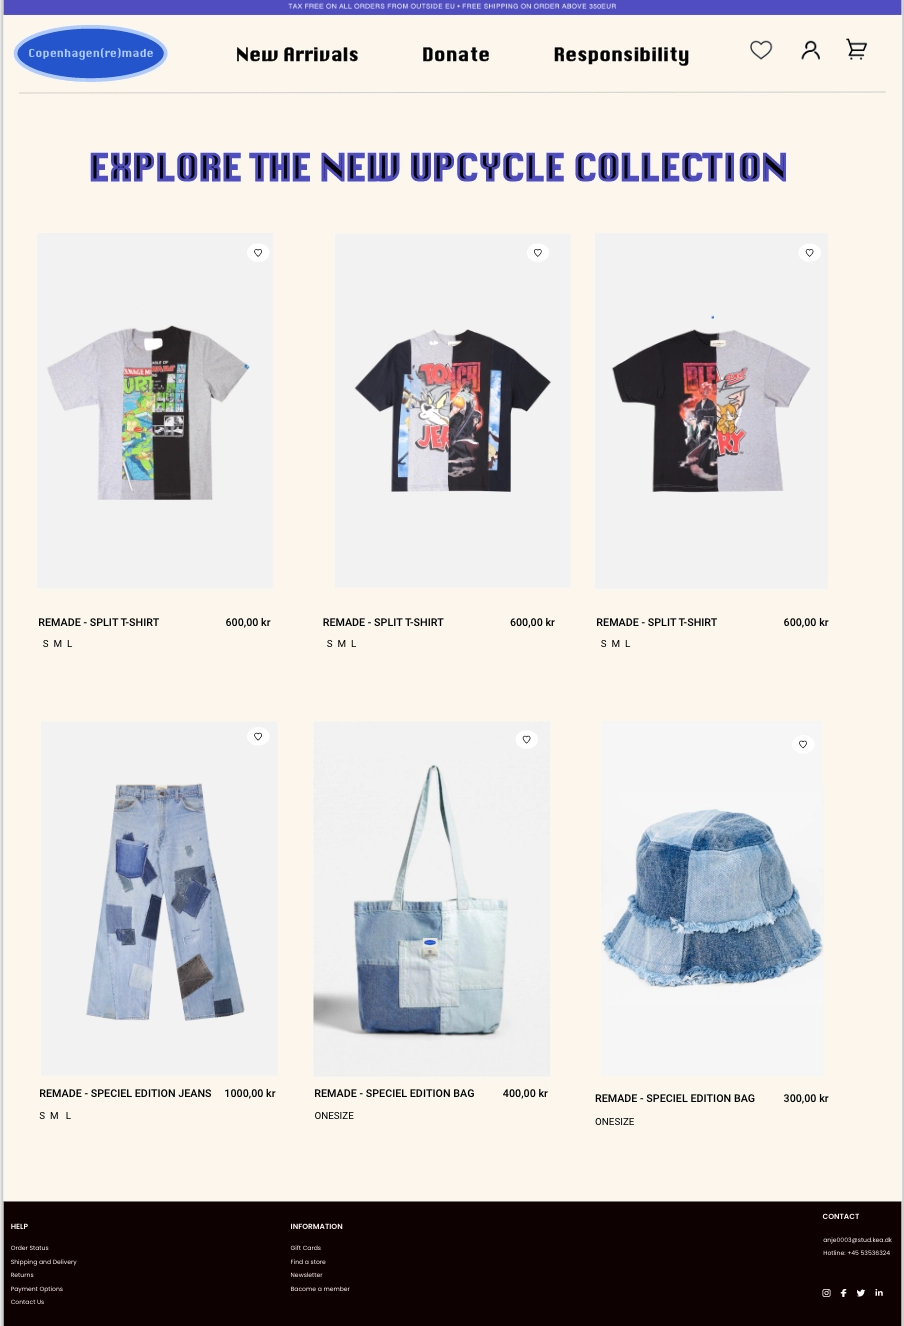 TAX FREE ON ALL ORDERS FROM OUTSIDE EU • FREE SHIPPING ON ORDER ABOVE 350EUR
Copenhagen(re)made
New Arrivals
Donate
Responsibility
EXPLORE THE NEW UPCYCLE COLLECTION
REMADE - SPLIT T-SHIRT 600,00 kr
S M L
REMADE - SPLIT T-SHIRT 600,00 kr
S M L
REMADE - SPLIT T-SHIRT 600,00 kr
S M L
REMADE - SPECIEL EDITION JEANS 1000,00 kr
S M L
REMADE - SPECIEL EDITION BAG 400,00 kr
ONESIZE
REMADE - SPECIEL EDITION BAG 300,00 kr
ONESIZE
HELP
Order Status
Shipping and Delivery
Returns
Payment Options
Contact Us
INFORMATION
Gift Cards
Find a store
Newsletter
Bacome a member
CONTACT
anje0003@stud.kea.dk
Hotline: +45 53536324